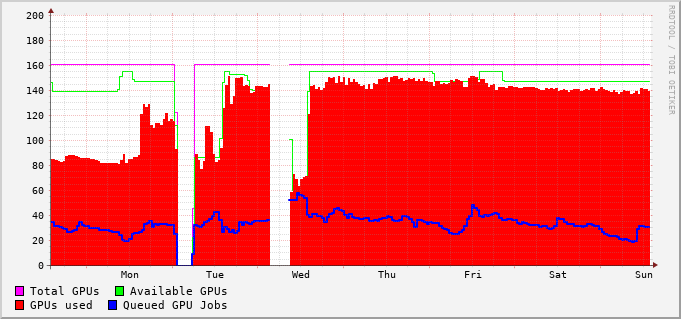 200
180
160
140
120
100
80
60
40
20
0
Mon Tue Wed Thu Fri Sat Sun
Total GPUs Available GPUs
GPUs used Queued GPU Jobs
RRDTOOL / TOBI OETIKER